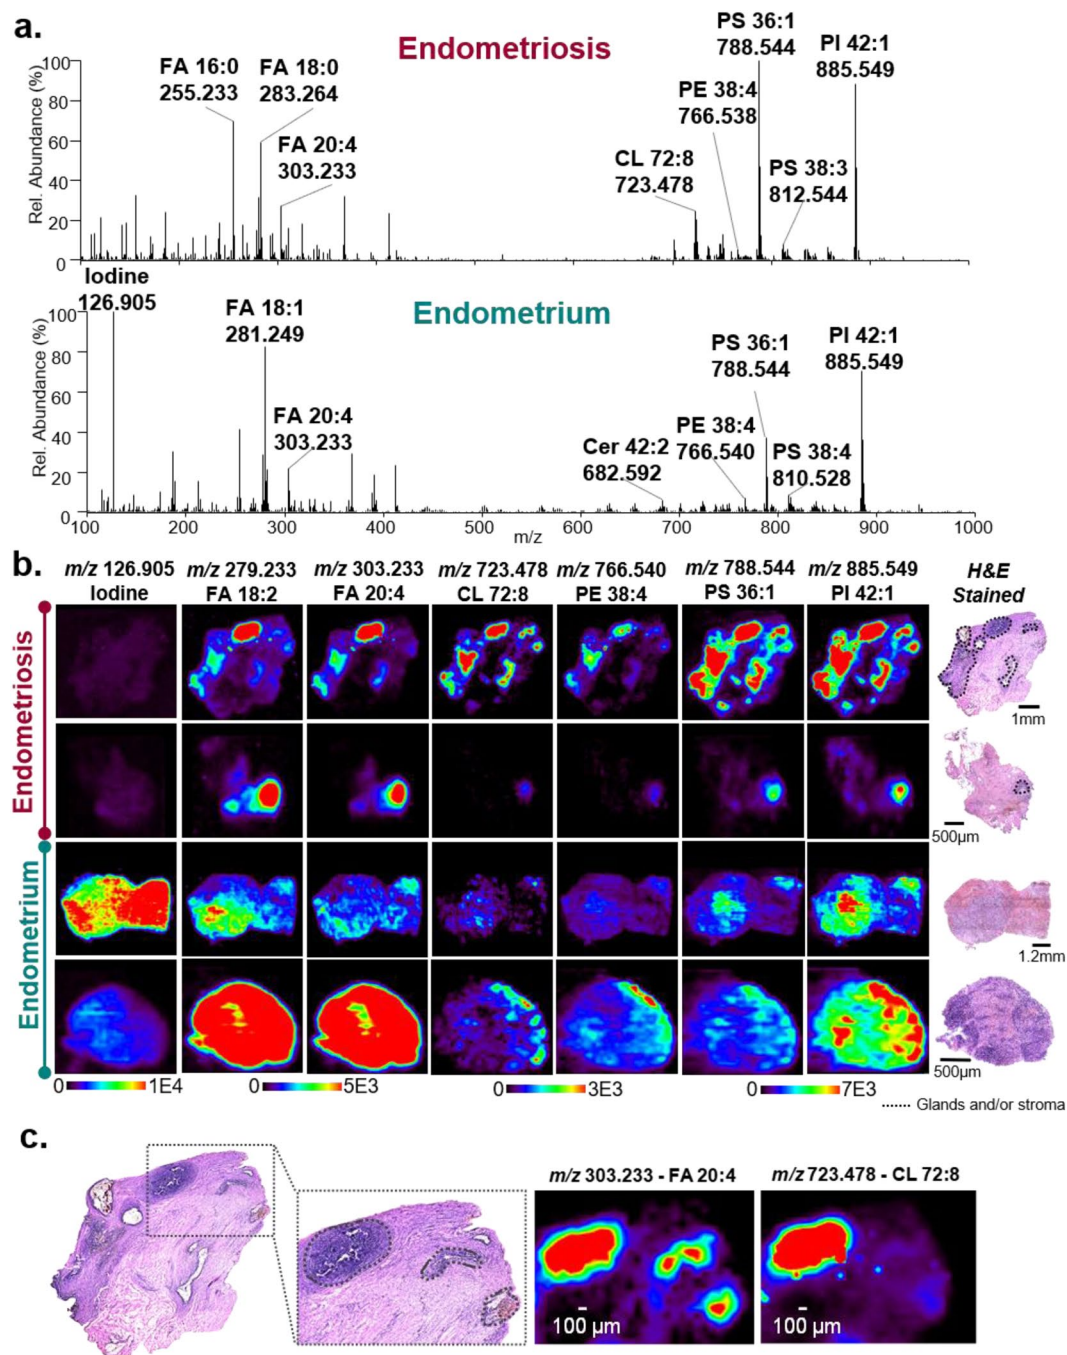 a.
Endometriosis
Rel. Abundance (%)
100
80
60
40
20
0
FA 16:0
255.233
FA 18:0
283.264
FA 20:4
303.233
CL 72:8
723.478
PE 38:4
766.538
PS 36:1
788.544
PS 38:3
812.544
PI 42:1
885.549
Endometrium
Rel. Abundance (%)
100
80
60
40
20
0
Iodine
126.905
FA 18:1
281.249
FA 20:4
303.233
Cer 42:2
682.592
PE 38:4
766.540
PS 36:1
788.544
PS 38:4
810.528
PI 42:1
885.549
100 200 300 400 500 600 700 800 900 1000
m/z
b.
m/z 126.905 m/z 279.233 m/z 303.233 m/z 723.478 m/z 766.540 m/z 788.544 m/z 885.549 H&E
Iodine FA 18:2 FA 20:4 CL 72:8 PE 38:4 PS 36:1 PI 42:1 Stained
Endometriosis
1mm
500µm
Endometrium
1.2mm
500µm
0 1E4 0 5E3 0 3E3 0 7E3
Glands and/or stroma
c.
m/z 303.233 - FA 20:4 m/z 723.478 - CL 72:8
100 µm 100 µm